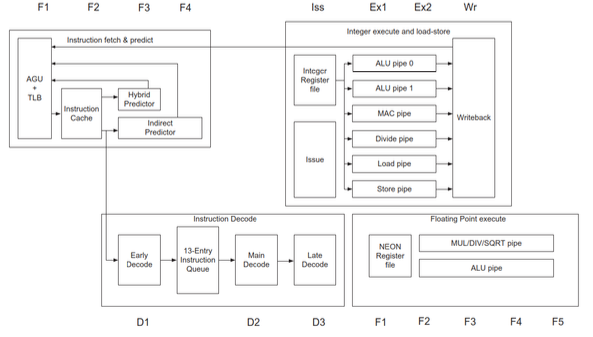 F1 F2 F3 F4 Iss Ex1 Ex2 Wr
Instruction fetch & predict
AGU
+
TLB
Instruction
Cache
Hybrid
Predictor
Indirect
Predictor
Integer execute and load-store
Integer
Register
file
Issue
ALU pipe 0
ALU pipe 1
MAC pipe
Divide pipe
Load pipe
Store pipe
Writeback
Instruction Decode
Early
Decode
13-Entry
Instruction
Queue
Main
Decode
Late
Decode
Floating Point execute
NEON
Register
file
MUL/DIV/SQRT pipe
ALU pipe
D1 D2 D3 F1 F2 F3 F4 F5